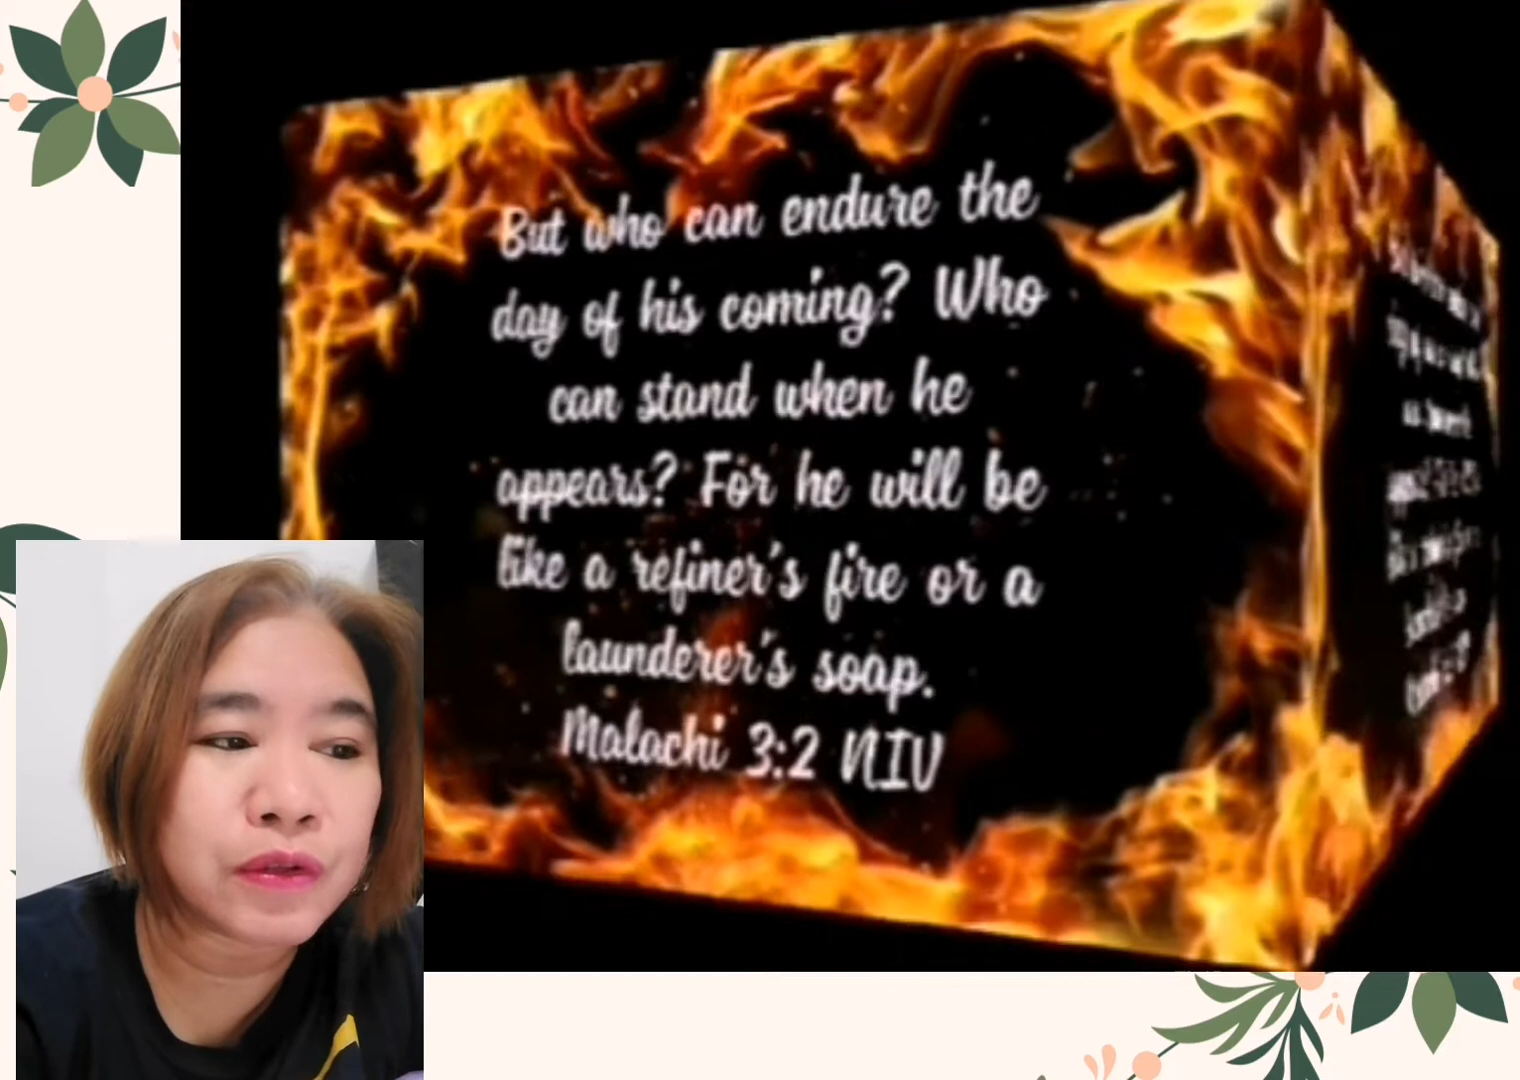 But who can endure the
day of his coming? Who
can stand when he
appears? For he will be
like a refiner's fire or a
launderer's soap.
Malachi 3:2 NIV